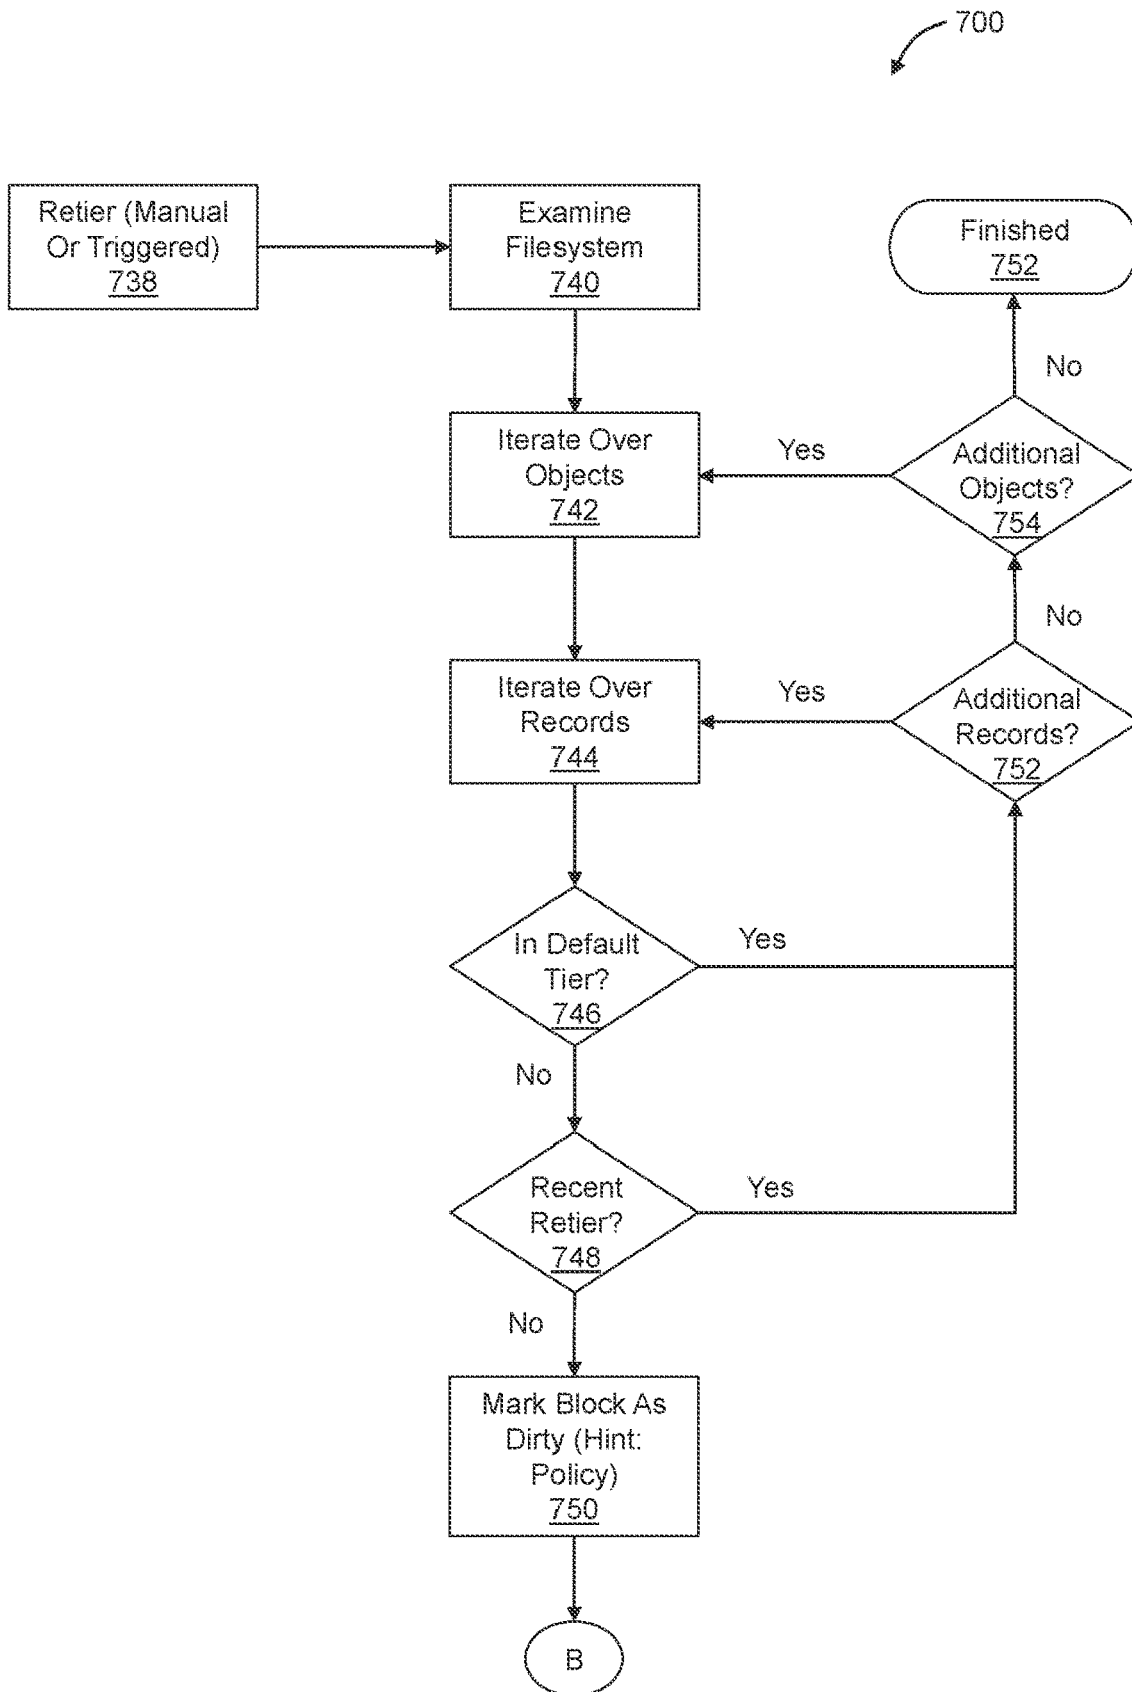 700
Retier (Manual
Or Triggered)
738
Examine
Filesystem
740
Finished
752
No
Iterate Over
Objects
742
Yes
Additional
Objects?
754
No
Iterate Over
Records
744
Yes
Additional
Records?
752
In Default
Tier?
746
Yes
No
Recent
Retier?
748
Yes
No
Mark Block As
Dirty (Hint:
Policy)
750
B